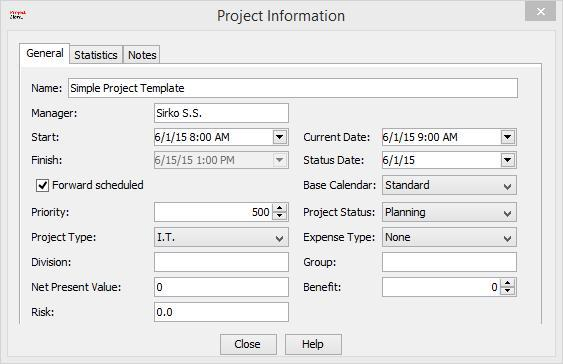 Project Information
General Statistics Notes
Name: Simple Project Template
Manager: Sirko S.S.
Start: 6/1/15 8:00 AM Current Date: 6/1/15 9:00 AM
Finish: 6/15/15 1:00 PM Status Date: 6/1/15
Forward scheduled Base Calendar: Standard
Priority: 500 Project Status: Planning
Project Type: I.T. Expense Type: None
Division: Group:
Net Present Value: 0 Benefit: 0
Risk: 0.0
Close Help